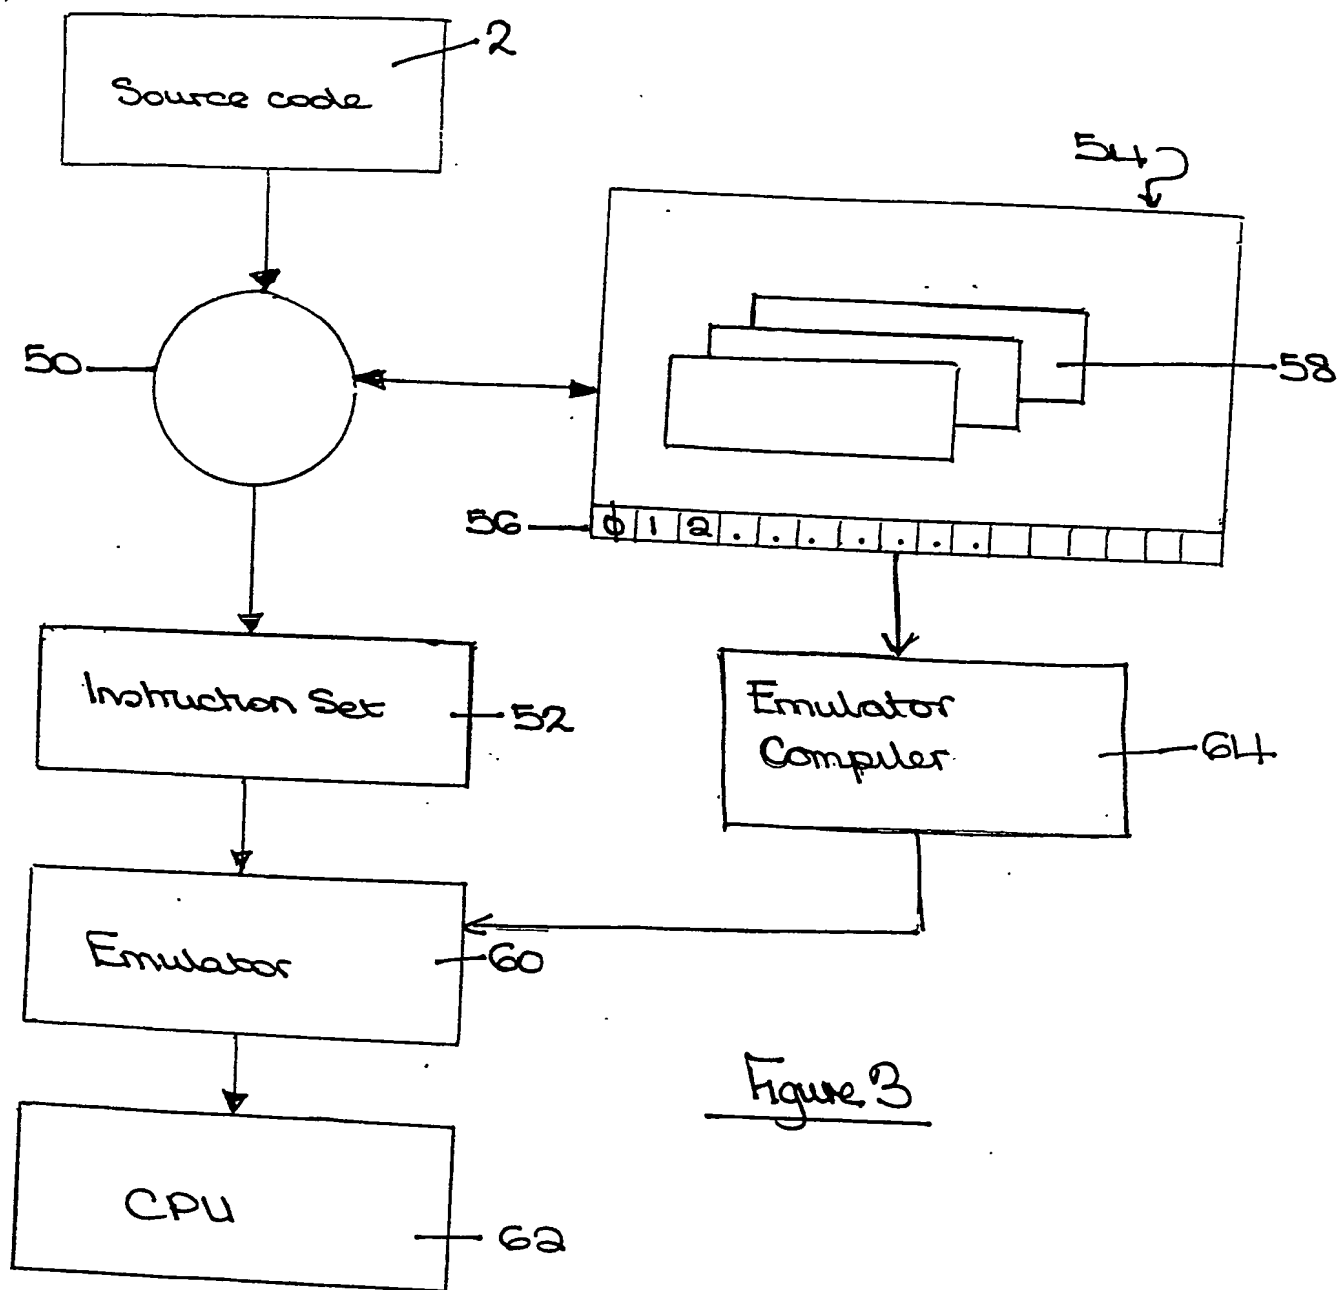 2
Source code
54
50
58
56
0 1 2 . . . . . . .
Instruction Set
52
Emulator
Compiler
64
Emulator
60
Figure 3
CPU
62